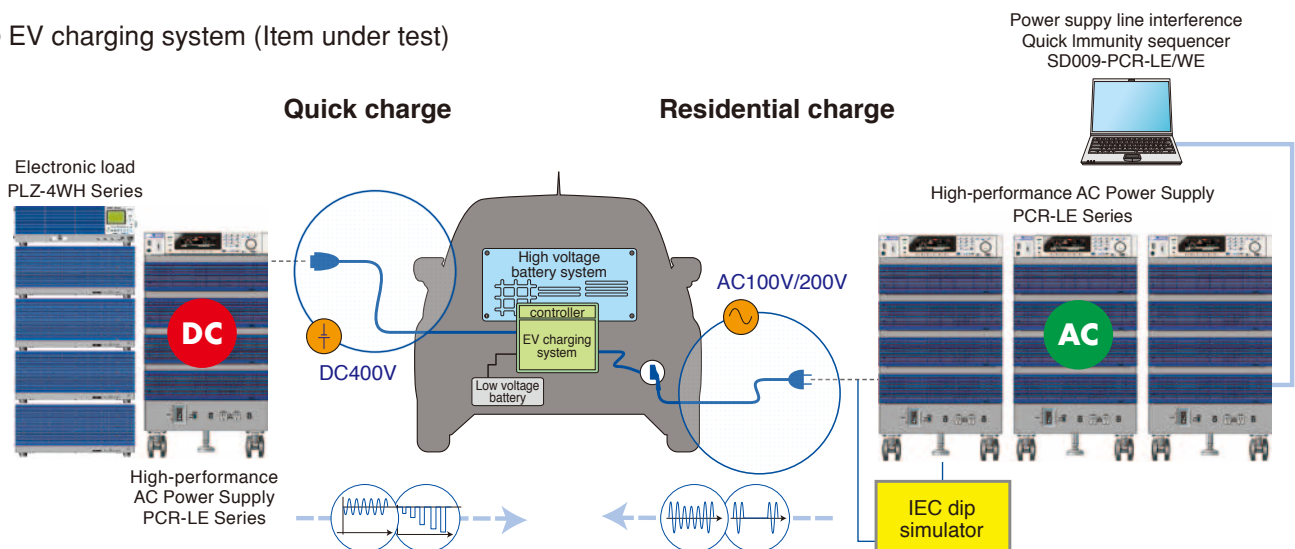 EV charging system (Item under test)
Power suppy line interference
Quick Immunity sequencer
SD009-PCR-LE/WE
Quick charge
Residential charge
Electronic load
PLZ-4WH Series
High-performance AC Power Supply
PCR-LE Series
High voltage
battery system
AC100V/200V
controller
DC
EV charging
system
AC
DC400V
Low voltage
battery
High-performance
AC Power Supply
PCR-LE Series
IEC dip
simulator